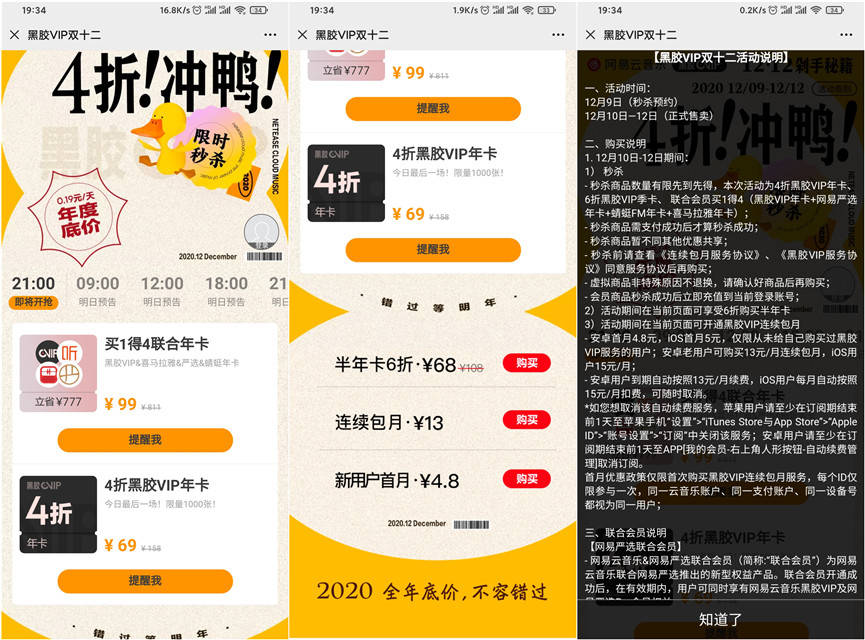 19:34
16.8K/s
34
黑胶VIP双十二
4折!冲鸭!
黑胶
限时
秒杀
NETEASE CLOUD MUSIC
2020
0.19元/天
年度
底价
登录
2020.12 December
21:00
09:00
12:00
18:00
21
即将开抢
明日预告
明日预告
明日预告
明日
买1得4联合年卡
黑胶VIP&喜马拉雅&严选&蜻蜓年卡
立省¥777
¥ 99 ¥ 811
提醒我
黑胶VIP
4折
年卡
4折黑胶VIP年卡
今日最后一场！限量1000张！
¥ 69 ¥ 158
提醒我
错过等明年
19:34
1.9K/s
33
黑胶VIP双十二
立省¥777
¥ 99 ¥ 811
提醒我
黑胶VIP
4折
年卡
4折黑胶VIP年卡
今日最后一场！限量1000张！
¥ 69 ¥ 158
提醒我
错过等明年
半年卡6折·¥68 ¥108
购买
连续包月·¥13
购买
新用户首月·¥4.8
购买
2020.12 December
2020 全年底价,不容错过
19:34
0.2K/s
34
黑胶VIP双十二
【黑胶VIP双十二活动说明】
一、活动时间：
12月9日（秒杀预约）
12月10日—12日（正式售卖）
二、购买说明
1. 12月10日-12日期间：
1） 秒杀
- 秒杀商品数量有限先到先得，本次活动为4折黑胶VIP年卡、
6折黑胶VIP季卡、 联合会员买1得4（黑胶VIP年卡+网易严选
年卡+蜻蜓FM年卡+喜马拉雅年卡）；
- 秒杀商品需支付成功后才算秒杀成功；
- 秒杀商品暂不同其他优惠共享；
- 秒杀前请查看《连续包月服务协议》、《黑胶VIP服务协
议》同意服务协议后再购买；
- 虚拟商品非特殊原因不退换，请确认好商品后再购买；
- 会员商品秒杀成功后立即充值到当前登录账号；
2）活动期间在当前页面可享受6折购买半年卡
3）活动期间在当前页面可开通黑胶VIP连续包月
- 安卓首月4.8元，iOS首月5元，仅限从未给自己购买过黑胶
VIP服务的用户；安卓老用户可购买13元/月连续包月，iOS用
户15元/月；
- 安卓用户到期自动按照13元/月续费，iOS用户每月自动按照
15元/月扣费，可随时取消。
*如您想取消该自动续费服务，苹果用户请至少在订阅期结束
前1天至苹果手机“设置”>“iTunes Store与App Store”>“Apple
ID”>“账号设置”>“订阅”中关闭该服务；安卓用户请至少在订
阅期结束前1天至APP[我的会员-右上角人形按钮-自动续费管
理]取消订阅。
首月优惠政策仅限首次购买黑胶VIP连续包月服务，每个ID仅
限参与一次，同一云音乐账户、同一支付账户、同一设备号
都视为同一用户；
三、联合会员说明
【网易严选联合会员】
- 网易云音乐&网易严选联合会员（简称:“联合会员”）为网易
云音乐联合网易严选推出的新型权益产品。联合会员开通成
功后，在有效期内，用户可同时享有网易云音乐黑胶VIP及网
知道了